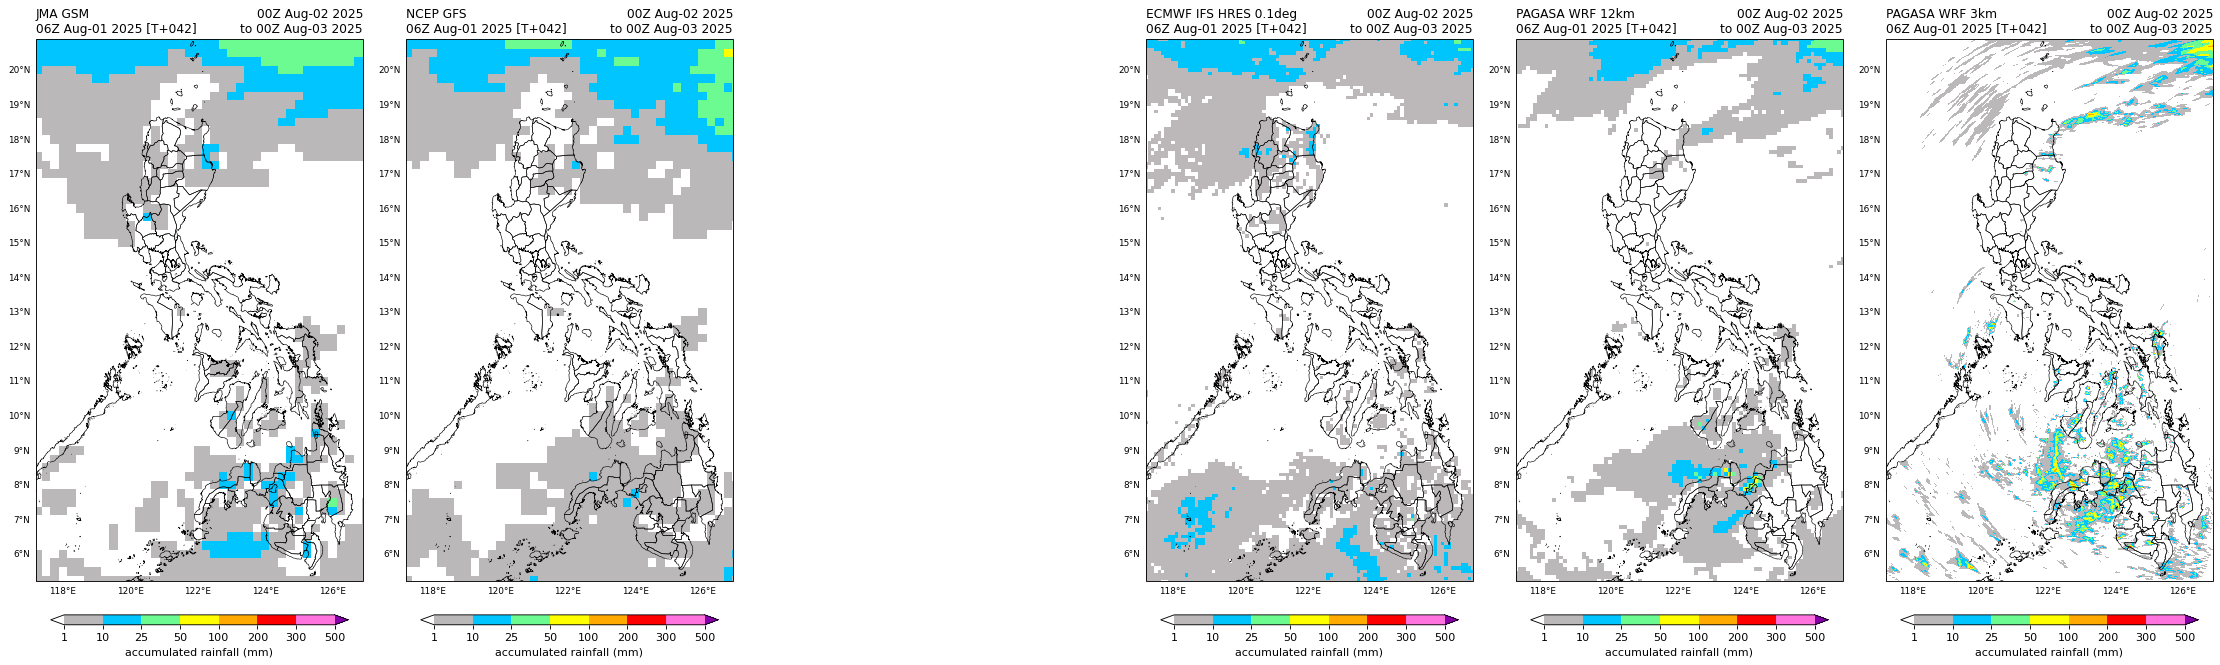 JMA GSM
00Z Aug-02 2025
06Z Aug-01 2025 [T+042]
to 00Z Aug-03 2025
20°N
19°N
18°N
17°N
16°N
15°N
14°N
13°N
12°N
11°N
10°N
9°N
8°N
7°N
6°N
118°E
120°E
122°E
124°E
126°E
1
10
25
50
100
200
300
500
accumulated rainfall (mm)
NCEP GFS
00Z Aug-02 2025
06Z Aug-01 2025 [T+042]
to 00Z Aug-03 2025
20°N
19°N
18°N
17°N
16°N
15°N
14°N
13°N
12°N
11°N
10°N
9°N
8°N
7°N
6°N
118°E
120°E
122°E
124°E
126°E
1
10
25
50
100
200
300
500
accumulated rainfall (mm)
ECMWF IFS HRES 0.1deg
00Z Aug-02 2025
06Z Aug-01 2025 [T+042]
to 00Z Aug-03 2025
20°N
19°N
18°N
17°N
16°N
15°N
14°N
13°N
12°N
11°N
10°N
9°N
8°N
7°N
6°N
118°E
120°E
122°E
124°E
126°E
1
10
25
50
100
200
300
500
accumulated rainfall (mm)
PAGASA WRF 12km
00Z Aug-02 2025
06Z Aug-01 2025 [T+042]
to 00Z Aug-03 2025
20°N
19°N
18°N
17°N
16°N
15°N
14°N
13°N
12°N
11°N
10°N
9°N
8°N
7°N
6°N
118°E
120°E
122°E
124°E
126°E
1
10
25
50
100
200
300
500
accumulated rainfall (mm)
PAGASA WRF 3km
00Z Aug-02 2025
06Z Aug-01 2025 [T+042]
to 00Z Aug-03 2025
20°N
19°N
18°N
17°N
16°N
15°N
14°N
13°N
12°N
11°N
10°N
9°N
8°N
7°N
6°N
118°E
120°E
122°E
124°E
126°E
1
10
25
50
100
200
300
500
accumulated rainfall (mm)